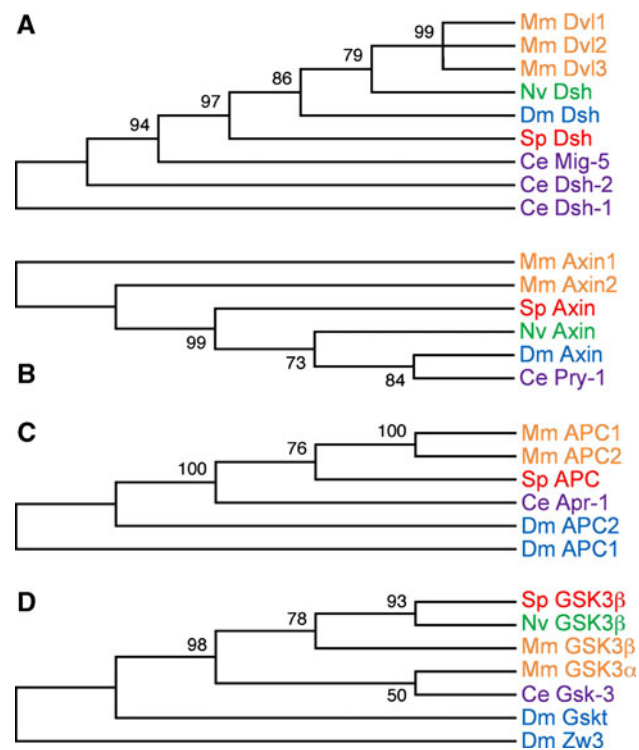 A
99
Mm Dvl1
Mm Dvl2
79
Mm Dvl3
86
Nv Dsh
97
Dm Dsh
94
Sp Dsh
Ce Mig-5
Ce Dsh-2
Ce Dsh-1
Mm Axin1
Mm Axin2
Sp Axin
99
Nv Axin
73
Dm Axin
B
84
Ce Pry-1
C
100
Mm APC1
76
Mm APC2
100
Sp APC
Ce Apr-1
Dm APC2
Dm APC1
D
93
Sp GSK3β
78
Nv GSK3β
98
Mm GSK3β
Mm GSK3α
50
Ce Gsk-3
Dm Gskt
Dm Zw3